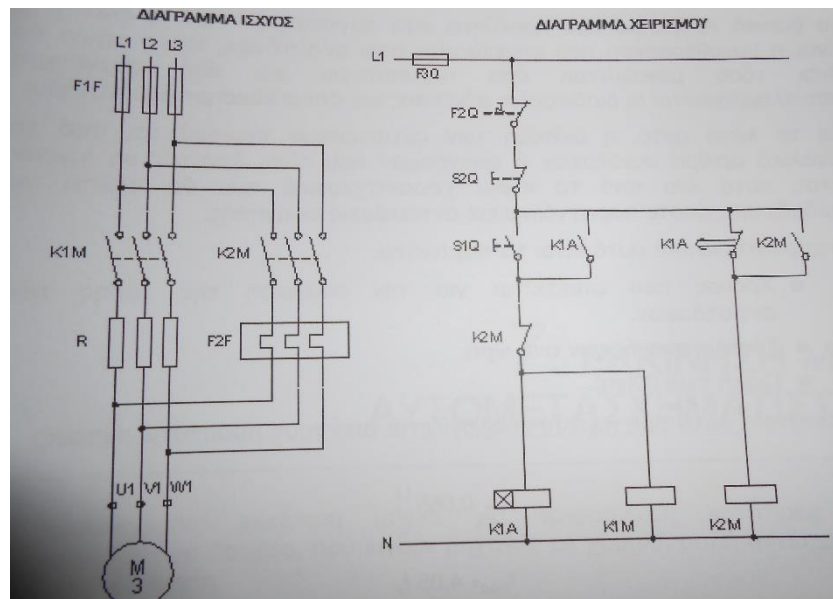 ΔΙΑΓΡΑΜΜΑ ΙΣΧΥΟΣ
L1 L2 L3
F1F
K1M
K2M
R
F2F
U1 V1 W1
M
3
ΔΙΑΓΡΑΜΜΑ ΧΕΙΡΙΣΜΟΥ
L1
F3Q
F2Q
S2Q
S1Q
K1A
K1A
K2M
K2M
K1A
K1M
K2M
N